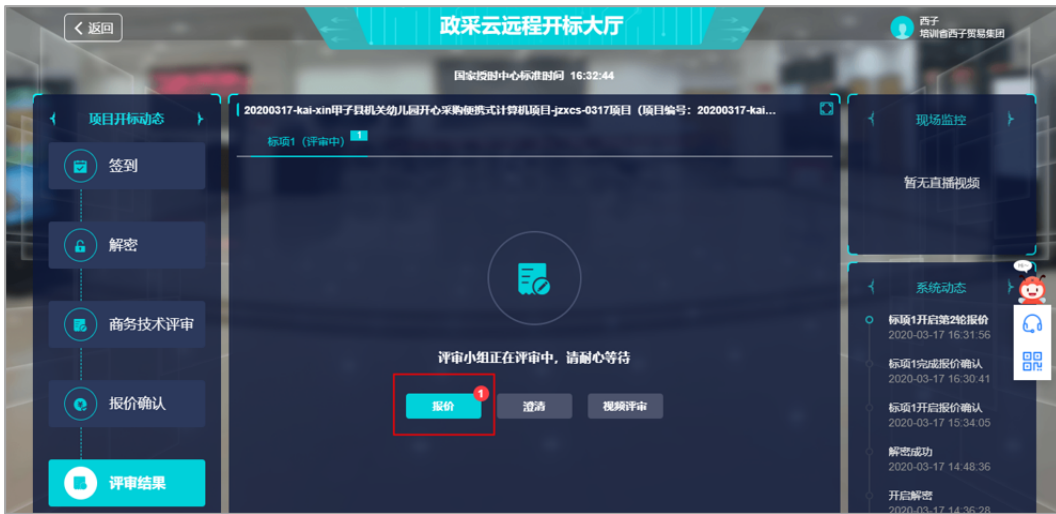 返回
政采云远程开标大厅
西子
培训省西子贸易集团
国家授时中心标准时间 16:32:44
项目开标动态
签到
解密
商务技术评审
报价确认
评审结果
20200317-kai-xin甲子县机关幼儿园开心采购便携式计算机项目-jzxcs-0317项目（项目编号：20200317-kai...
标项1（评审中） 1
评审小组正在评审中，请耐心等待
报价 1 澄清 视频评审
现场监控
暂无直播视频
系统动态
标项1开启第2轮报价
2020-03-17 16:31:56
标项1完成报价确认
2020-03-17 16:30:41
标项1开启报价确认
2020-03-17 15:34:05
解密成功
2020-03-17 14:48:36
开启解密
2020-03-17 14:36:28